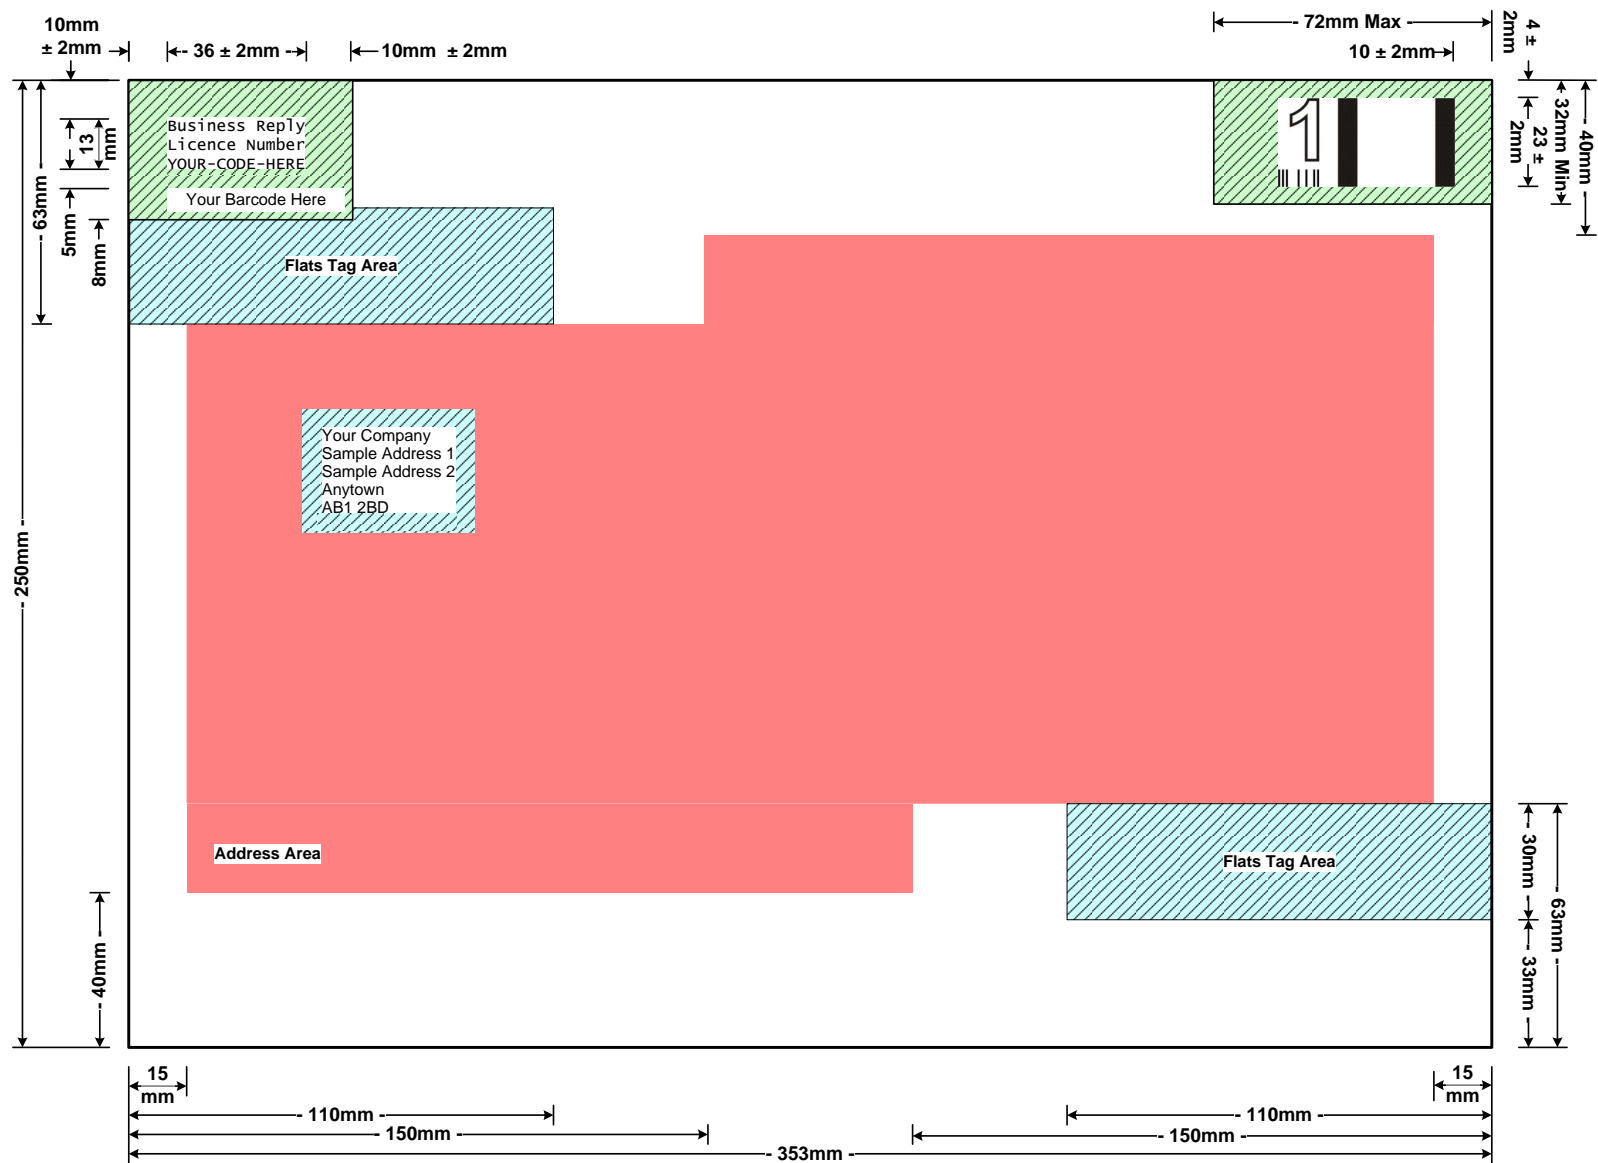 10mm
± 2mm
- 36 ± 2mm -
10mm ± 2mm
- 72mm Max -
10 ± 2mm
4 ±
2mm
Business Reply
Licence Number
YOUR-CODE-HERE
Your Barcode Here
1
13
mm
5mm
8mm
- 63mm -
23 ±
2mm
32mm Min
- 40mm -
Flats Tag Area
Your Company
Sample Address 1
Sample Address 2
Anytown
AB1 2BD
- 250mm -
Address Area
Flats Tag Area
- 40mm -
- 30mm -
- 33mm -
- 63mm -
15
mm
15
mm
- 110mm -
- 110mm -
- 150mm -
- 150mm -
- 353mm -